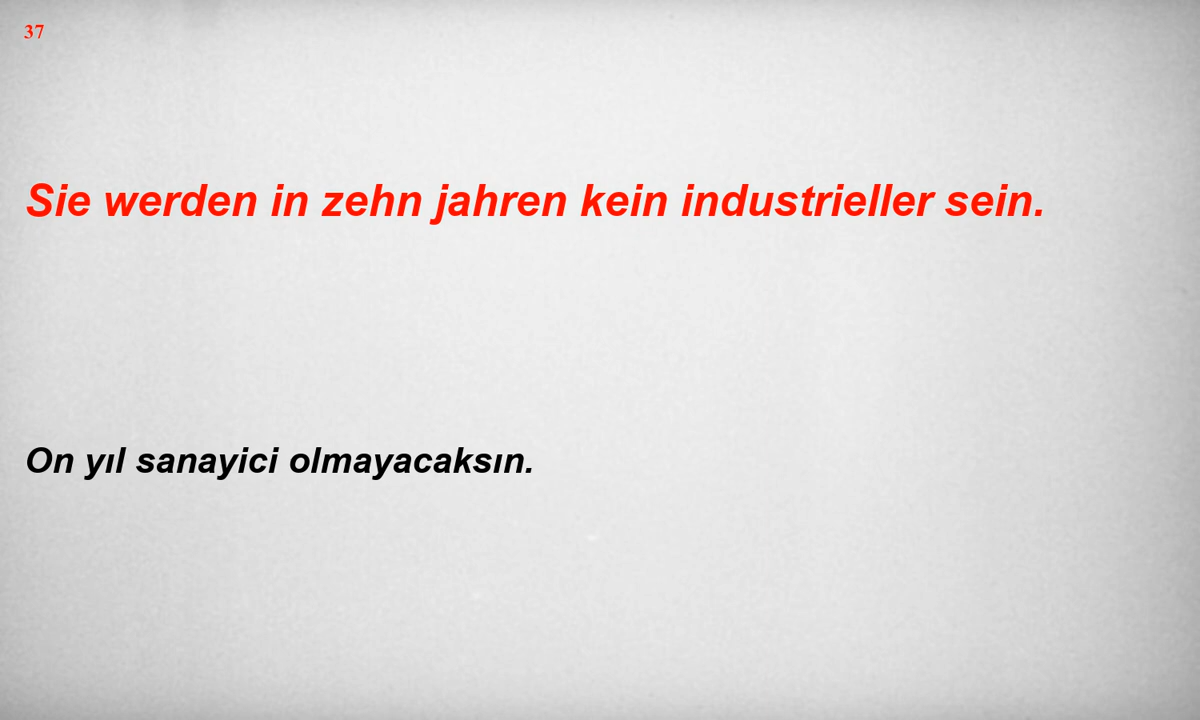 37
Sie werden in zehn jahren kein industrieller sein.
On yıl sanayici olmayacaksın.